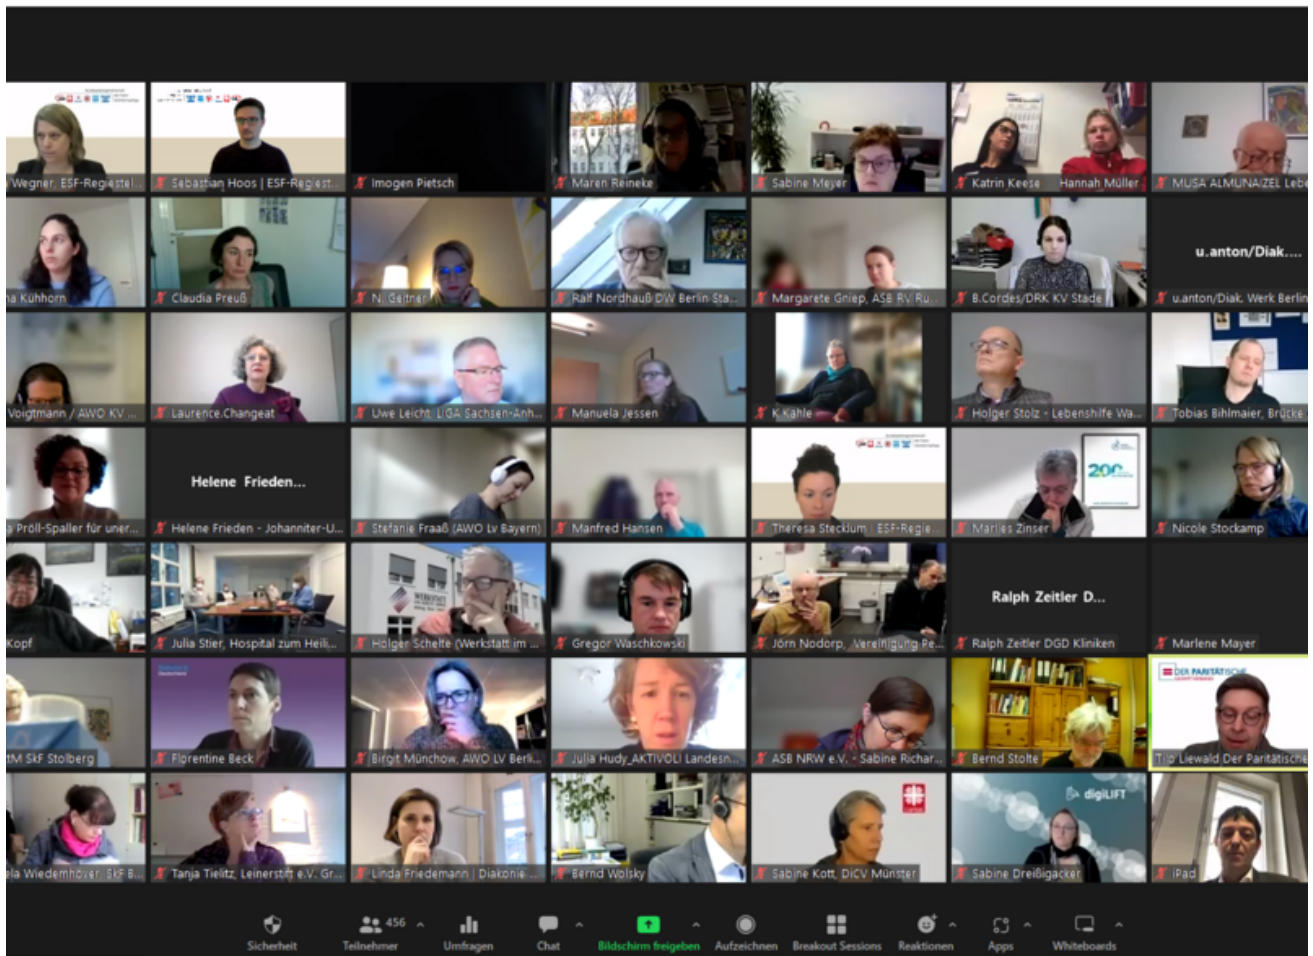 Wegner, ESF-Regiestel...
Sebastian Hoos | ESF-Regiest...
Imogen Pietsch
Maren Reineke
Sabine Meyer
Katrin Keese
Hannah Müller
MUSA ALMUNAIZEL Lebe
na Kühhorn
Claudia Preuß
N. Geitner
Ralf Nordhauß DW Berlin Sta...
Margarete Gniep, ASB RV Ru...
B.Cordes/DRK KV Stade
u.anton/Diak....
u.anton/Diak. Werk Berlin
Voigtmann / AWO KV ...
Laurence.Changeat
Uwe Leicht, LIGA Sachsen-Anh...
Manuela Jessen
K Kahle
Holger Stolz - Lebenshilfe Wa...
Tobias Bihlmaier, Brücke
a Pröll-Spaller für uner...
Helene Frieden...
Helene Frieden - Johanniter-U...
Stefanie Fraaß (AWO Lv Bayern)
Manfred Hansen
Theresa Stecklum | ESF-Regie...
200
Marlies Zinser
Nicole Stockamp
Kopf
Julia Stier, Hospital zum Heili...
WERKSTATT
Holger Schelte (Werkstatt im ...
Gregor Waschkowski
Jörn Nodorp, Vereinigung Pe...
Ralph Zeitler D...
Ralph Zeitler DGD Kliniken
Marlene Mayer
tM SkF Stolberg
Deutschland
Florentine Beck
Birgit Münchow, AWO LV Berli...
Julia Hudy_AKTIVOLI Landesn...
ASB NRW e.V. - Sabine Richar...
Bernd Stolte
DER PARITÄTISCHE
Tilo Liewald Der Paritätische
ela Wiedemhöver, SkF B...
Tanja Tielitz, Leinerstift e.V. Gr...
Linda Friedemann | Diakonie ...
Bernd Wolsky
Sabine Kott, DiCV Münster
digiLIFT
Sabine Dreißigacker
iPad
456
Sicherheit
Teilnehmer
Umfragen
Chat
Bildschirm freigeben
Aufzeichnen
Breakout Sessions
Reaktionen
Apps
Whiteboards